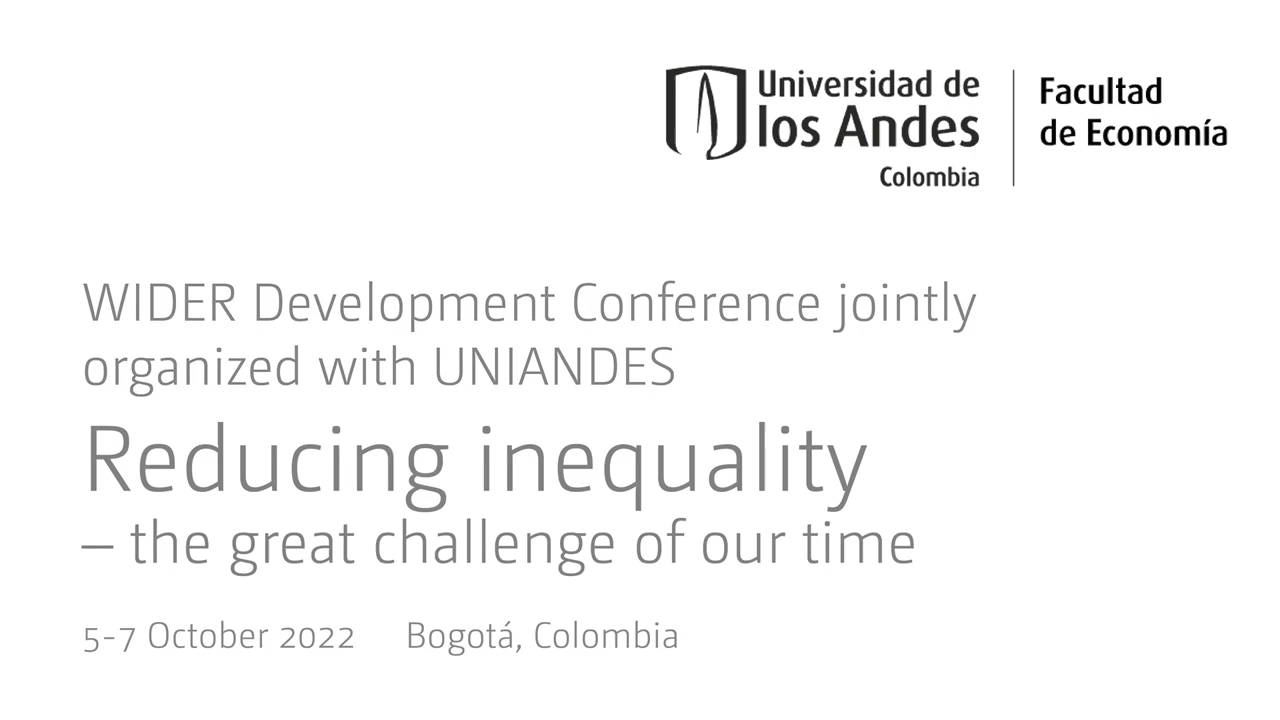 Universidad de
los Andes
Colombia
Facultad
de Economía
WIDER Development Conference jointly
organized with UNIANDES
Reducing inequality
– the great challenge of our time
5-7 October 2022 Bogotá, Colombia